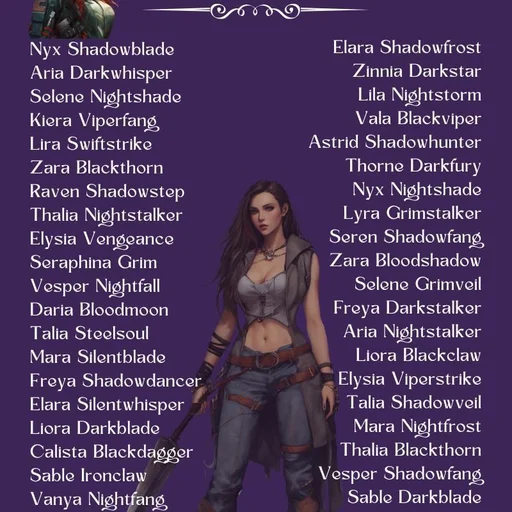 Nyx Shadowblade
Aria Darkwhisper
Selene Nightshade
Kiera Viperfang
Lira Swiftstrike
Zara Blackthorn
Raven Shadowstep
Thalia Nightstalker
Elysia Vengeance
Seraphina Grim
Vesper Nightfall
Daria Bloodmoon
Talia Steelsoul
Mara Silentblade
Freya Shadowdancer
Elara Silentwhisper
Liora Darkblade
Calista Blackdagger
Sable Ironclaw
Vanya Nightfang
Elara Shadowfrost
Zinnia Darkstar
Lila Nightstorm
Vala Blackviper
Astrid Shadowhunter
Thorne Darkfury
Nyx Nightshade
Lyra Grimstalker
Seren Shadowfang
Zara Bloodshadow
Selene Grimveil
Freya Darkstalker
Aria Nightstalker
Liora Blackclaw
Elysia Viperstrike
Talia Shadowveil
Mara Nightfrost
Thalia Blackthorn
Vesper Shadowfang
Sable Darkblade